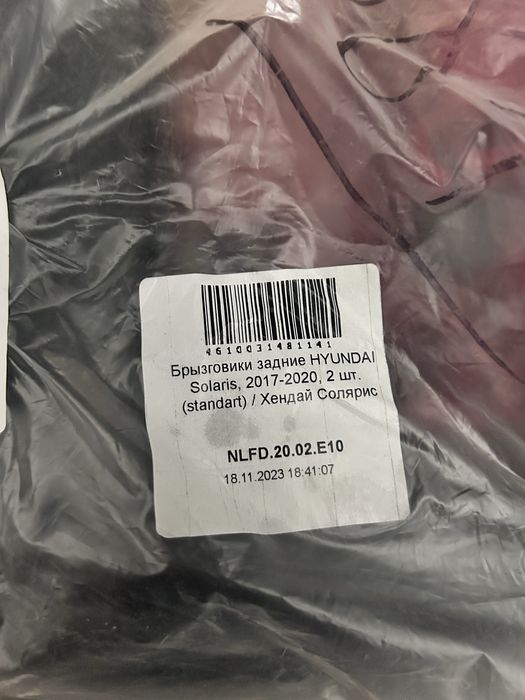 4610031481141
Брызговики задние HYUNDAI
Solaris, 2017-2020, 2 шт.
(standart) / Хендай Солярис
NLFD.20.02.E10
18.11.2023 18:41:07